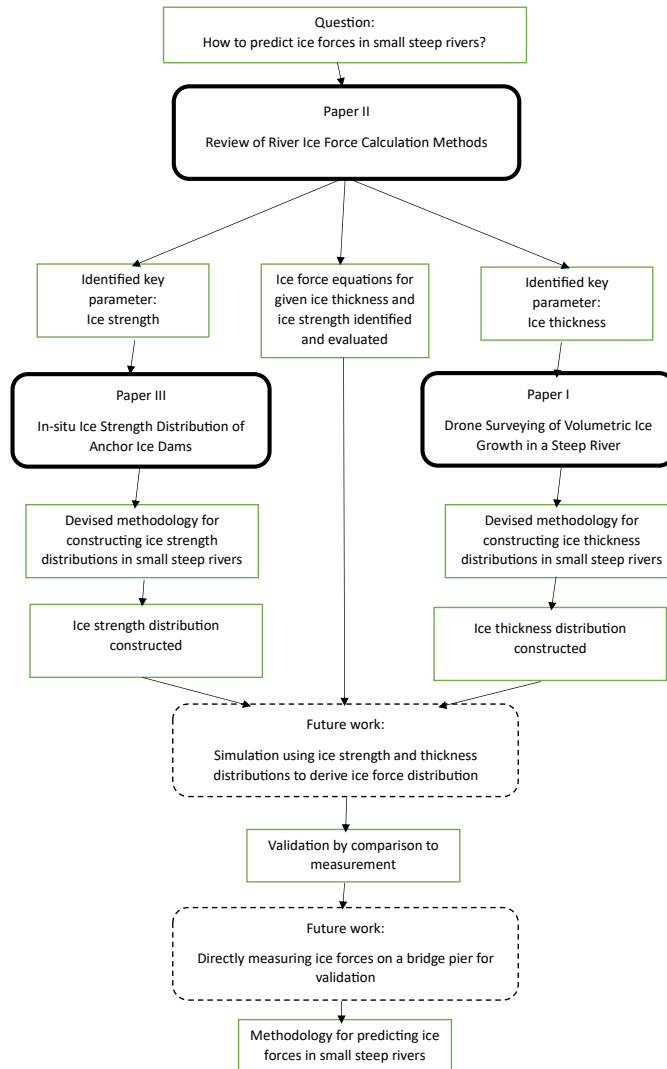 Question:
How to predict ice forces in small steep rivers?
Paper II
Review of River Ice Force Calculation Methods
Identified key
parameter:
Ice strength
Ice force equations for
given ice thickness and
ice strength identified
and evaluated
Identified key
parameter:
Ice thickness
Paper III
In-situ Ice Strength Distribution of
Anchor Ice Dams
Paper I
Drone Surveying of Volumetric Ice
Growth in a Steep River
Devised methodology for
constructing ice strength
distributions in small steep rivers
Devised methodology for
constructing ice thickness
distributions in small steep rivers
Ice strength distribution
constructed
Ice thickness distribution
constructed
Future work:
Simulation using ice strength and thickness
distributions to derive ice force distribution
Validation by comparison to
measurement
Future work:
Directly measuring ice forces on a bridge pier for
validation
Methodology for predicting ice
forces in small steep rivers